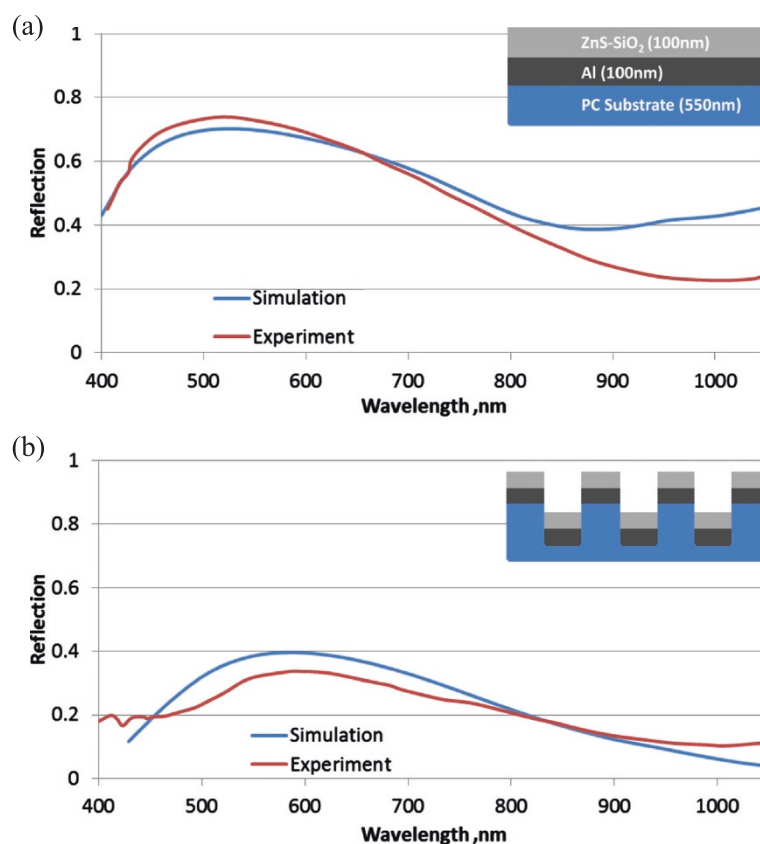 (a)
1
0.8
0.6
0.4
0.2
0
Reflection
ZnS-SiO₂ (100nm)
Al (100nm)
PC Substrate (550nm)
Simulation
Experiment
400 500 600 700 800 900 1000
Wavelength ,nm
(b)
1
0.8
0.6
0.4
0.2
0
Reflection
Simulation
Experiment
400 500 600 700 800 900 1000
Wavelength ,nm